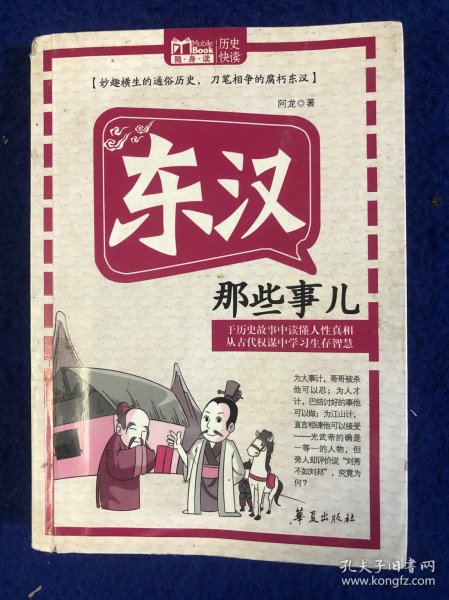 Mobile
Book
随·身·读
历史
快读
【妙趣横生的通俗历史，刀笔相争的腐朽东汉】
阿龙◎著
东汉
那些事儿
于历史故事中读懂人性真相
从古代权谋中学习生存智慧
为大事计，哥哥被杀
他可以忍；为人才
计，巴结讨好的事他
可以做；为江山计，
直言相谏他可以接受
——光武帝的确是
一等一的人物，但
旁人却评价说“刘秀
不如刘邦”，究竟为
何？
華夏出版社
孔夫子旧书网
www.kongfz.com